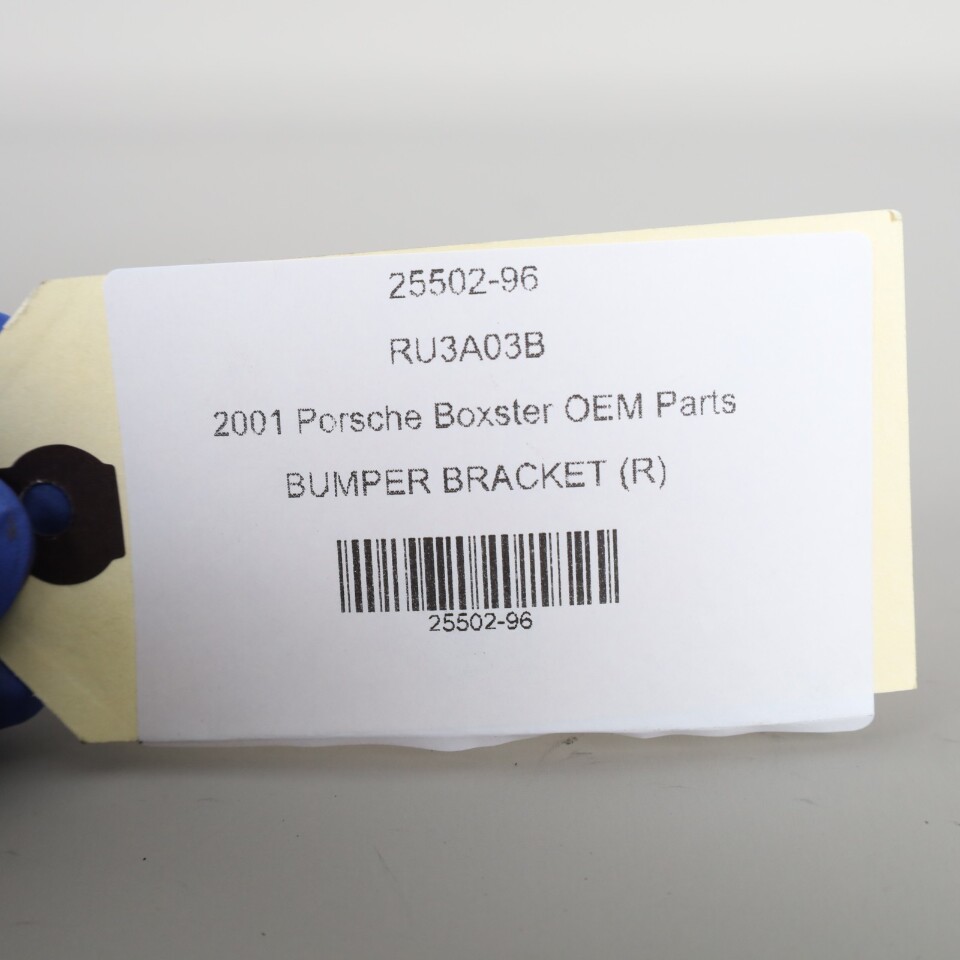 25502-96
RU3A03B
2001 Porsche Boxster OEM Parts
BUMPER BRACKET (R)
25502-96